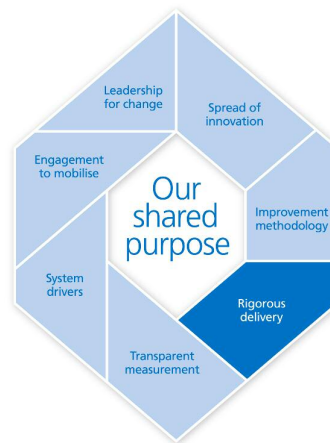 Leadership
for change
Spread of
innovation
Engagement
to mobilise
Our
shared
purpose
Improvement
methodology
System
drivers
Rigorous
delivery
Transparent
measurement